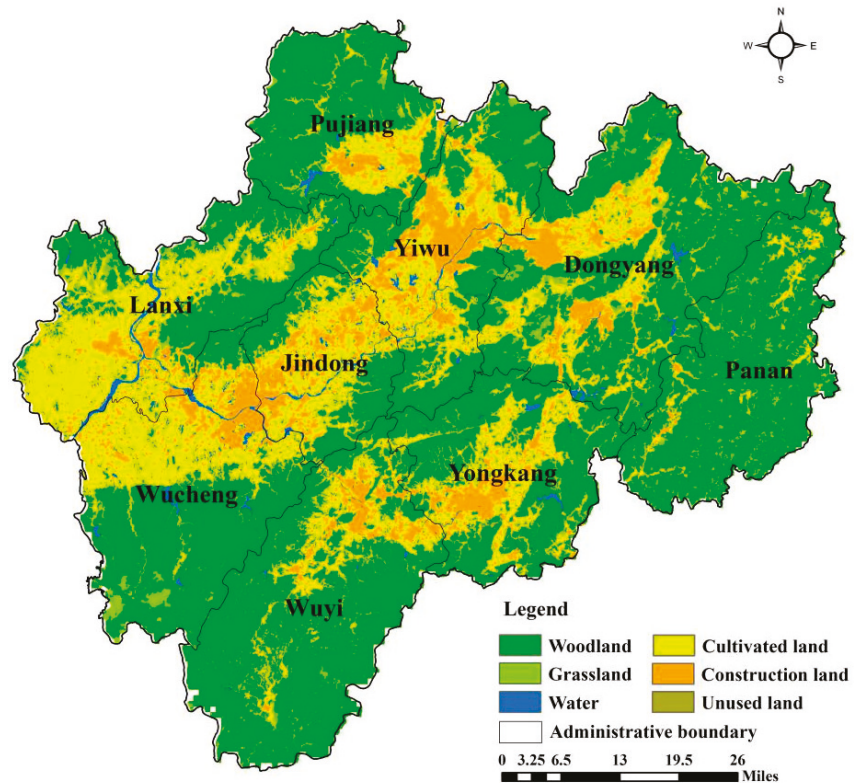 N
W E
S
Pujiang
Yiwu
Dongyang
Lanxi
Jindong
Panan
Yongkang
Wucheng
Wuyi
Legend
Woodland Cultivated land
Grassland Construction land
Water Unused land
Administrative boundary
0 3.25 6.5 13 19.5 26
Miles